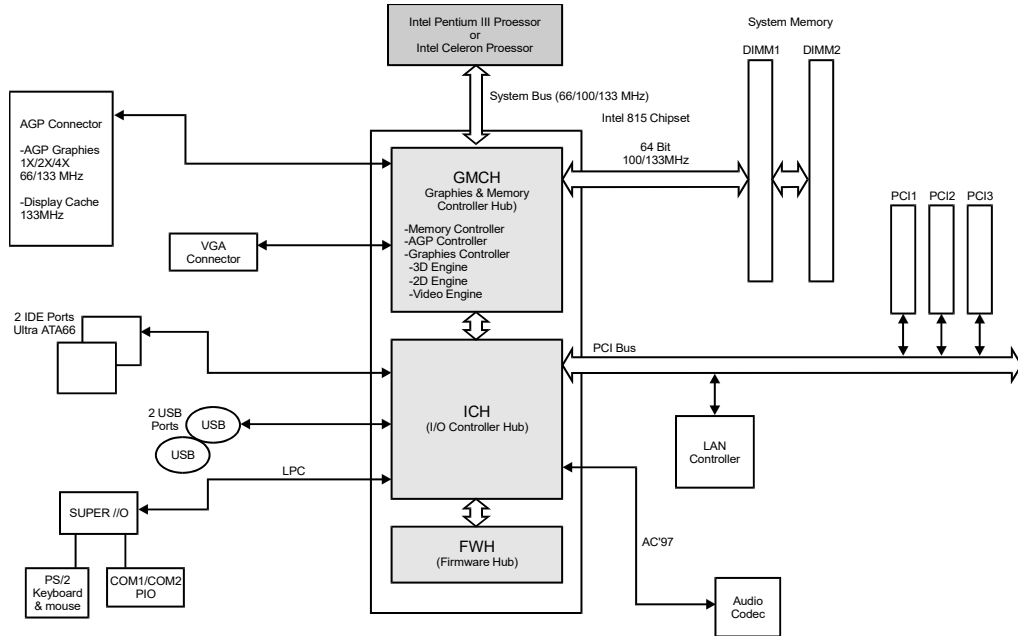 Intel Pentium III Prosessor
or
Intel Celeron Prosessor
System Memory
DIMM1
DIMM2
System Bus (66/100/133 MHz)
Intel 815 Chipset
64 Bit
100/133MHz
AGP Connector
-AGP Graphies
1X/2X/4X
66/133 MHz
-Display Cache
133MHz
GMCH
Graphies & Memory
Controller Hub)
-Memory Controller
-AGP Controller
-Graphies Controller
-3D Engine
-2D Engine
-Video Engine
VGA
Connector
PCI1
PCI2
PCI3
2 IDE Ports
Ultra ATA66
PCI Bus
ICH
(I/O Controller Hub)
2 USB
Ports
USB
USB
LAN
Controller
LPC
SUPER //O
AC'97
FWH
(Firmware Hub)
PS/2
Keyboard
& mouse
COM1/COM2
PIO
Audio
Codec